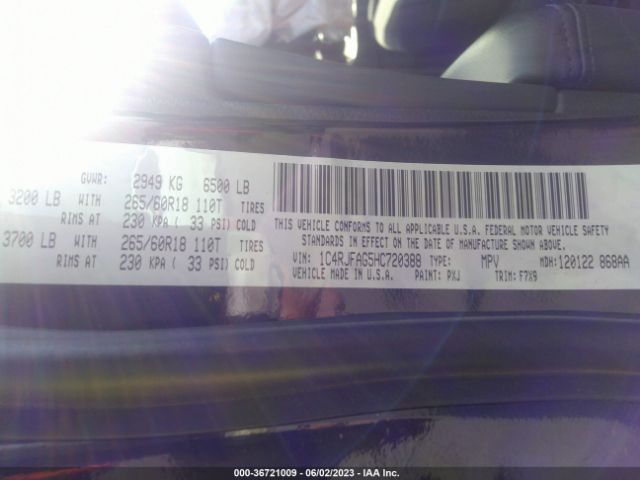 GVWR: 2949 KG 6500 LB
3200 LB WITH 265/60R18 110T TIRES
RIMS AT 230 KPA ( 33 PSI) COLD
3700 LB WITH 265/60R18 110T TIRES
RIMS AT 230 KPA ( 33 PSI) COLD
THIS VEHICLE CONFORMS TO ALL APPLICABLE U.S.A. FEDERAL MOTOR VEHICLE SAFETY
STANDARDS IN EFFECT ON THE DATE OF MANUFACTURE SHOWN ABOVE.
VIN: 1C4RJFAG5HC720388 TYPE: MPV MDH: 120122 868AA
VEHICLE MADE IN U.S.A. PAINT: PXJ TRIM: F7X9
000-36721009 - 06/02/2023 - IAA Inc.